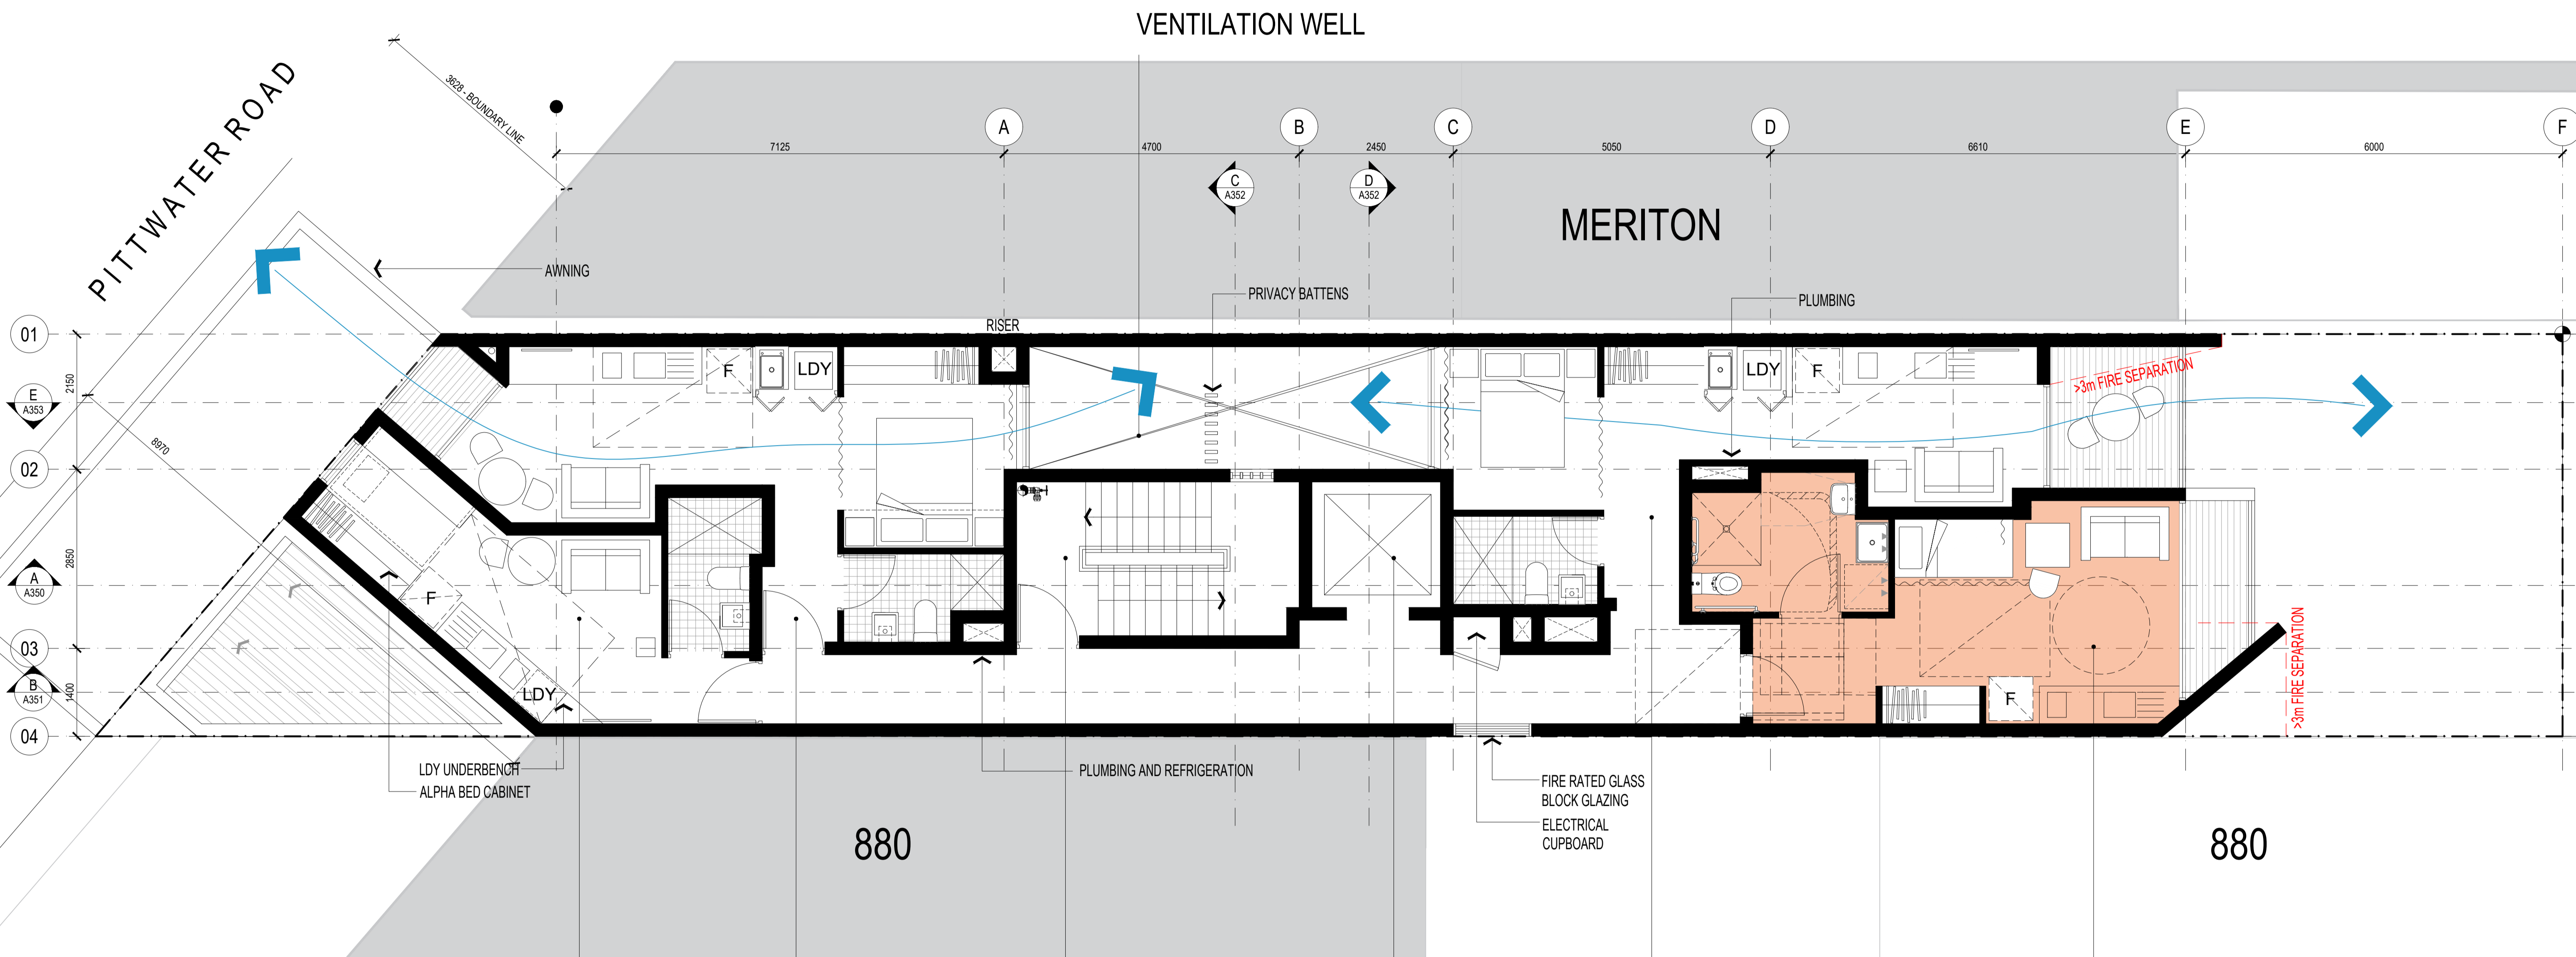 VENTILATION WELL
PITTWATER ROAD
3628 - BOUNDARY LINE
A
B
C
D
E
F
7125
4700
2450
5050
6610
6000
C
A352
D
A352
MERITON
AWNING
PRIVACY BATTENS
PLUMBING
RISER
01
2150
E
A353
8970
02
2850
A
A350
03
B
A351
1400
04
F
LDY
LDY
F
>3m FIRE SEPARATION
F
LDY
F
>3m FIRE SEPARATION
LDY UNDERBENCH
ALPHA BED CABINET
PLUMBING AND REFRIGERATION
FIRE RATED GLASS
BLOCK GLAZING
ELECTRICAL
CUPBOARD
880
880